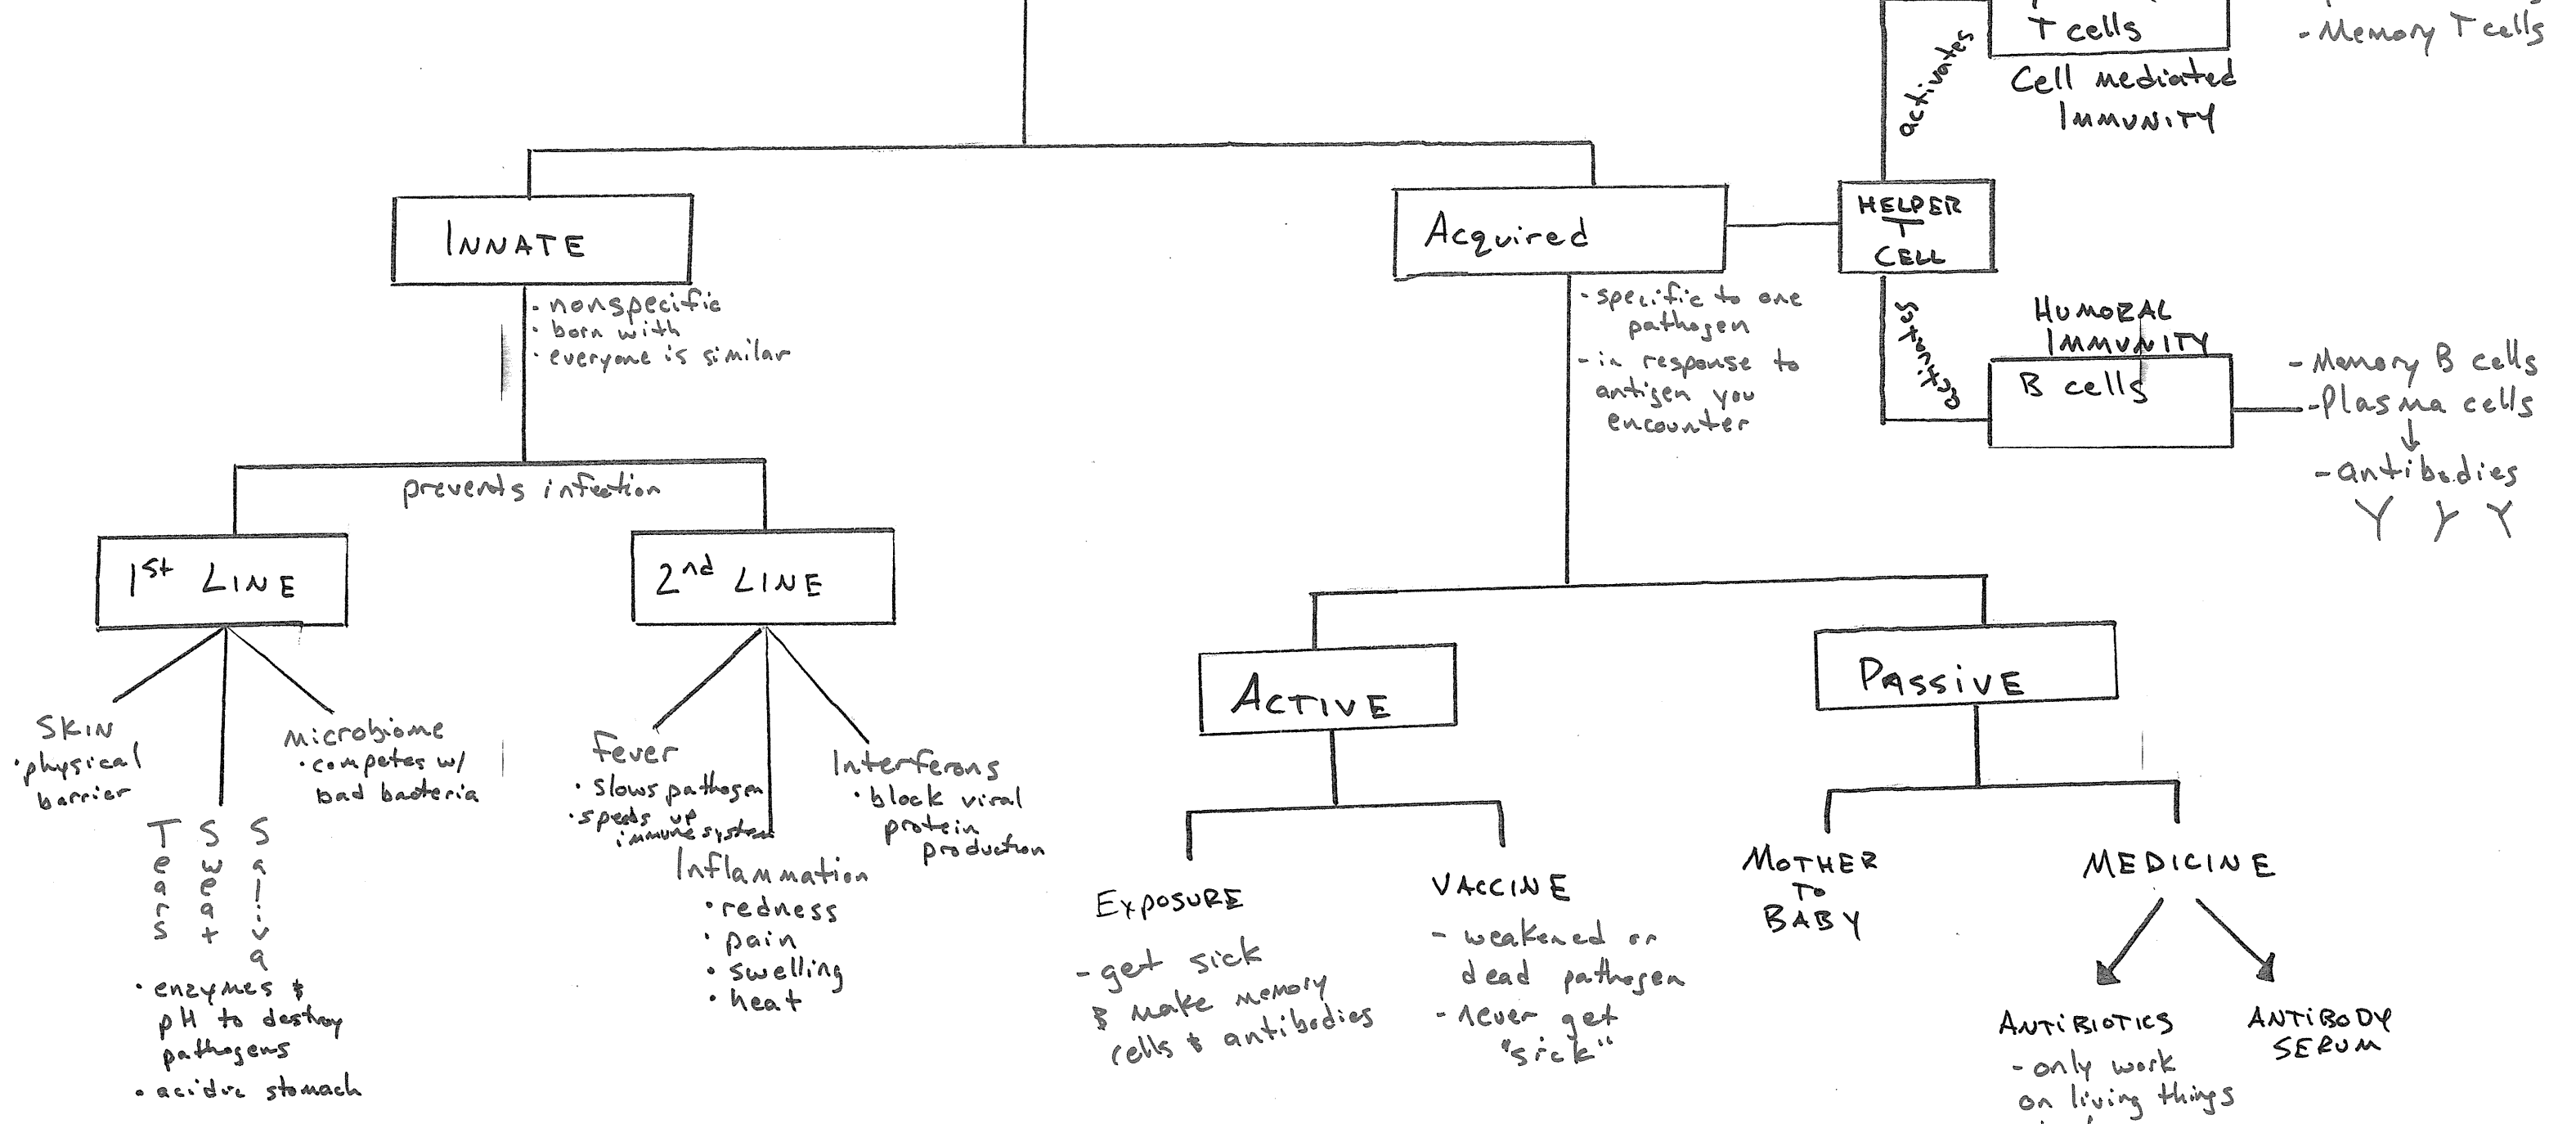 T cells
- Memory T cells
activates
Cell mediated
IMMUNITY
INNATE
· nonspecific
· born with
· everyone is similar
Acquired
- specific to one
pathogen
- in response to
antigen you
encounter
HELPER
T
CELL
activates
HUMORAL
IMMUNITY
B cells
- Memory B cells
- Plasma cells
- antibodies
prevents infection
1st LINE
2nd LINE
SKIN
· physical
barrier
Tears
Sweat
Saliva
· enzymes &
pH to destroy
pathogens
· acidic stomach
Microbiome
· competes w/
bad bacteria
Fever
· slows pathogen
· speeds up
immune system
Inflammation
· redness
· pain
· swelling
· heat
Interferons
· block viral
protein
production
ACTIVE
EXPOSURE
- get sick
& make memory
cells & antibodies
VACCINE
- weakened or
dead pathogen
- never get
"sick"
PASSIVE
MOTHER
TO
BABY
MEDICINE
ANTIBIOTICS
- only work
on living things
ANTIBODY
SERUM